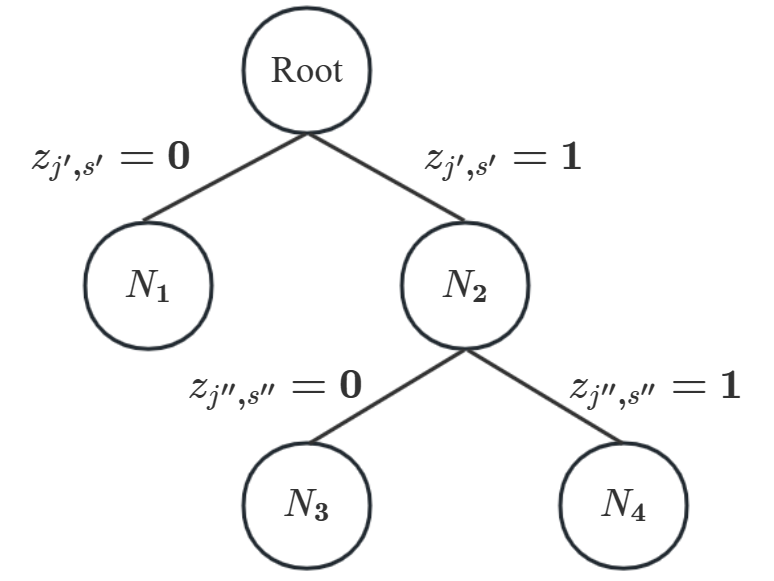 Root
z_{j',s'} = 0
z_{j',s'} = 1
N_1
N_2
z_{j'',s''} = 0
z_{j'',s''} = 1
N_3
N_4